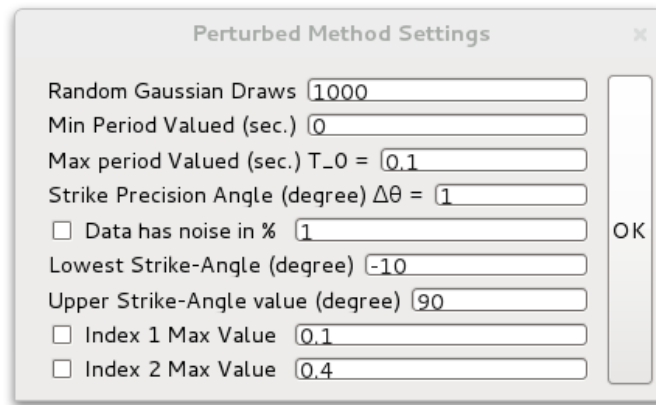 Perturbed Method Settings ×
Random Gaussian Draws 1000
Min Period Valued (sec.) 0
Max period Valued (sec.) T_0 = 0.1
Strike Precision Angle (degree) Δθ = 1
Data has noise in % 1
OK
Lowest Strike-Angle (degree) -10
Upper Strike-Angle value (degree) 90
Index 1 Max Value 0.1
Index 2 Max Value 0.4